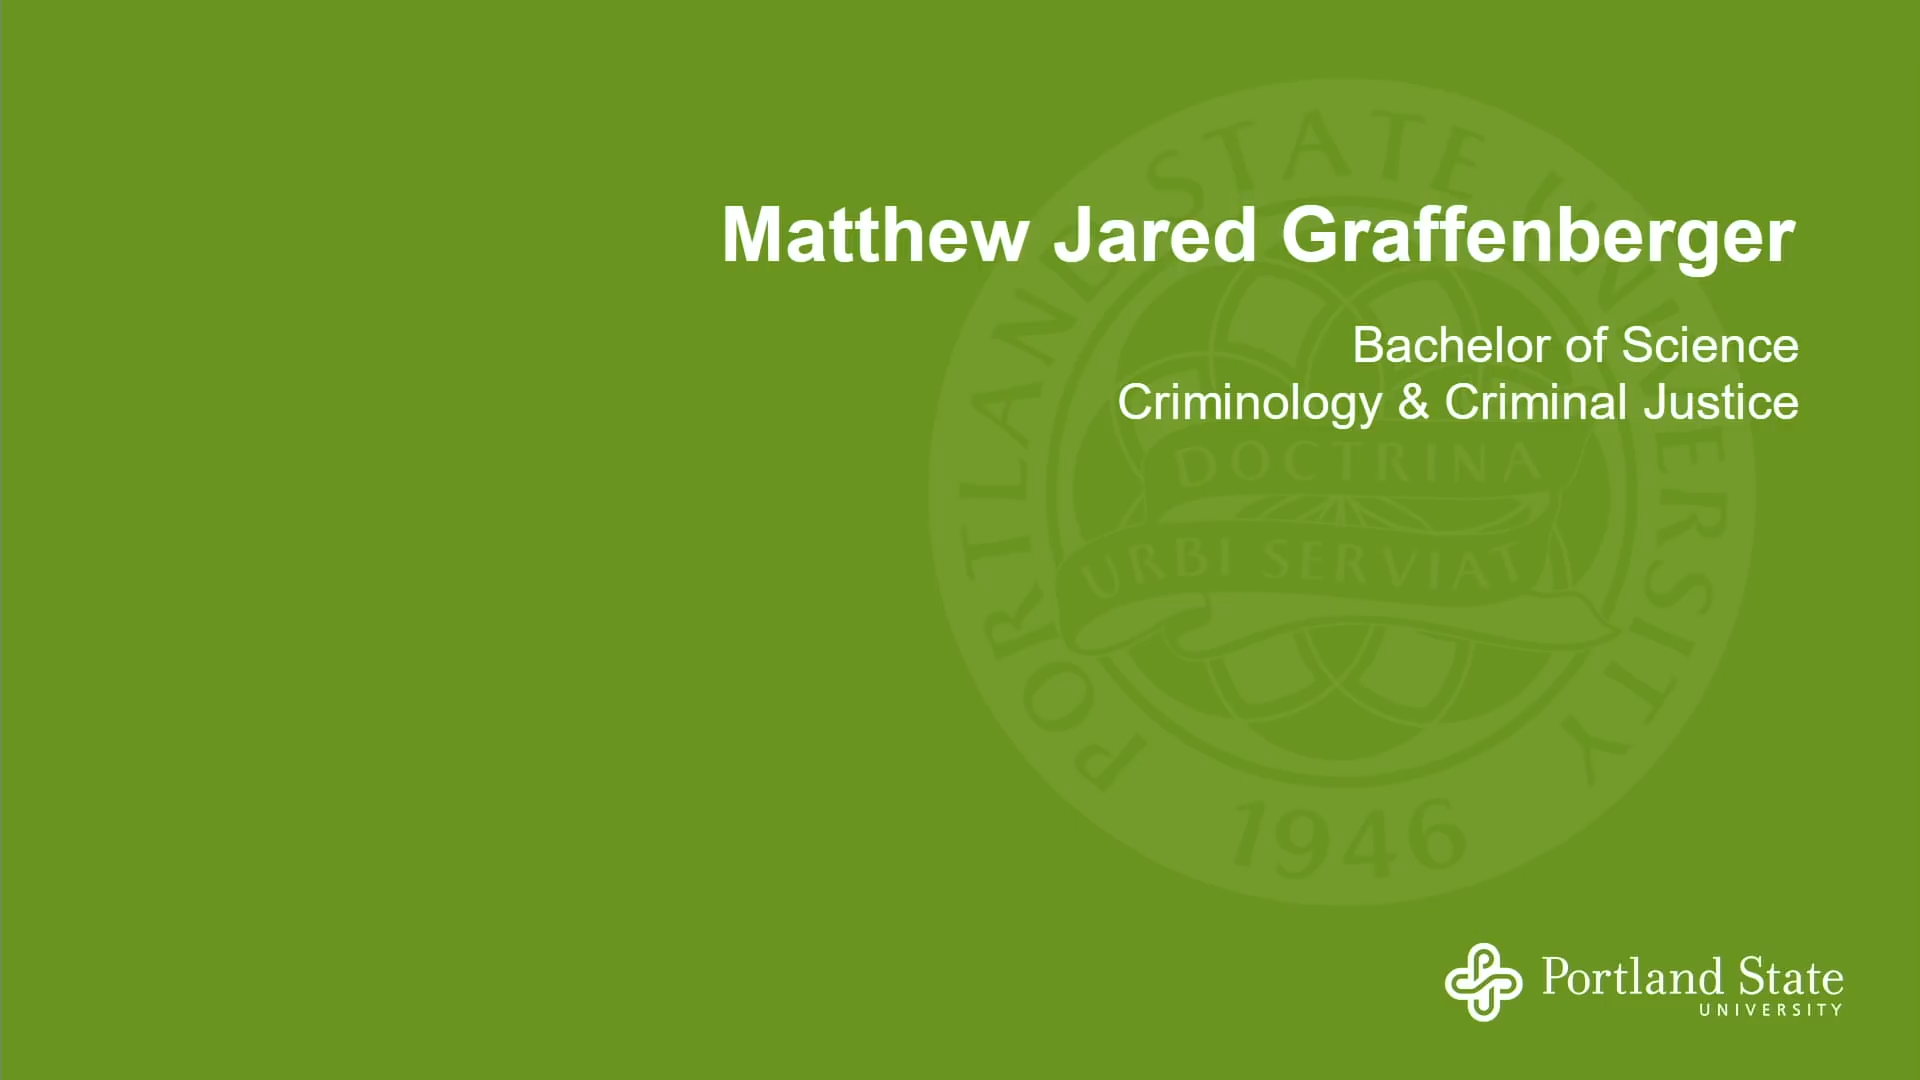 Matthew Jared Graffenberger
Bachelor of Science
Criminology & Criminal Justice
PORTLAND STATE UNIVERSITY
DOCTRINA
URBI SERVIAT
1946
Portland State
UNIVERSITY